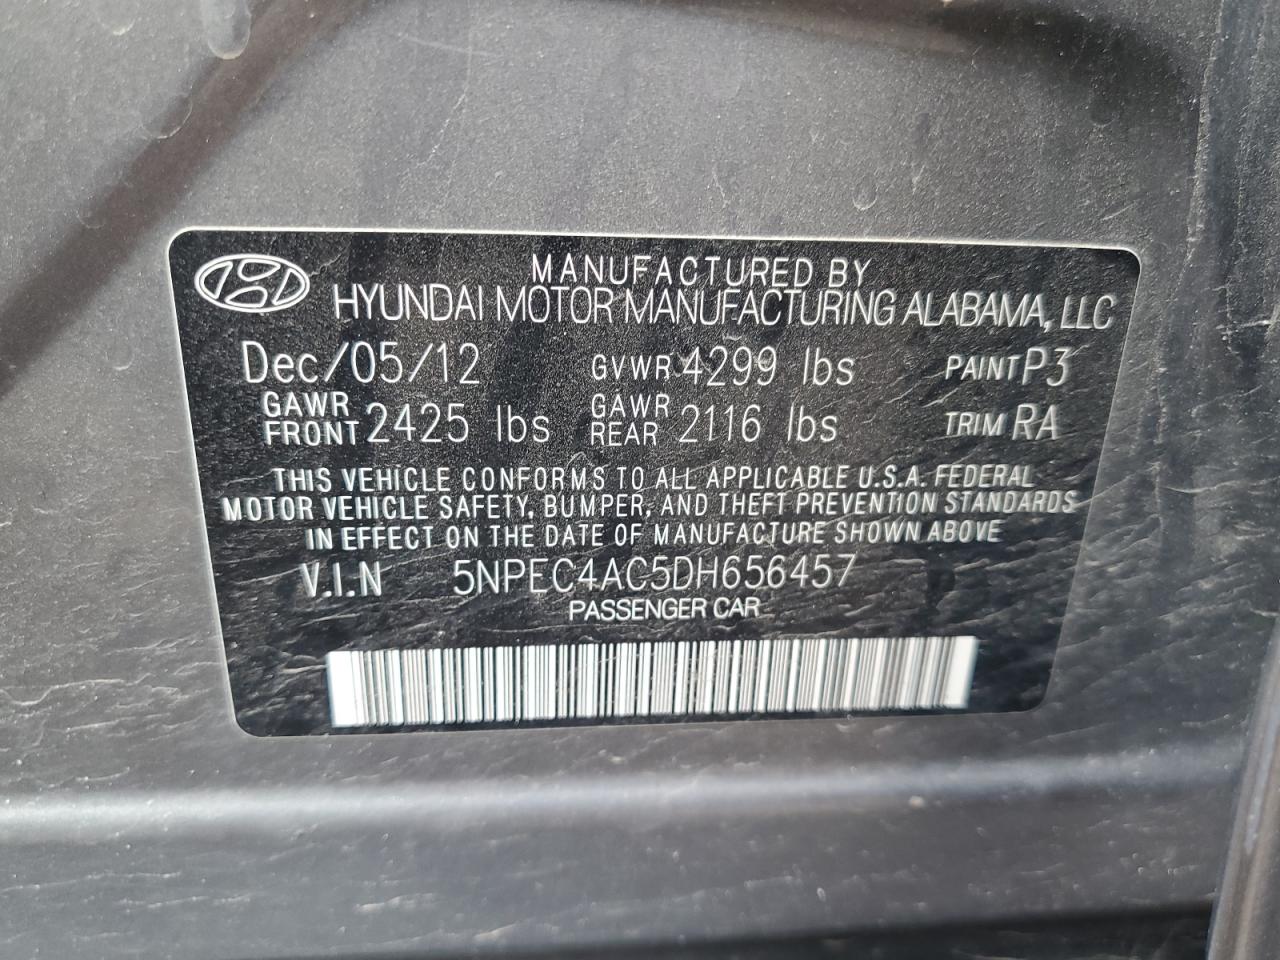 MANUFACTURED BY
HYUNDAI MOTOR MANUFACTURING ALABAMA, LLC
Dec/05/12 GVWR 4299 lbs PAINT P3
GAWR FRONT 2425 lbs GAWR REAR 2116 lbs TRIM RA
THIS VEHICLE CONFORMS TO ALL APPLICABLE U.S.A. FEDERAL
MOTOR VEHICLE SAFETY, BUMPER, AND THEFT PREVENTION STANDARDS
IN EFFECT ON THE DATE OF MANUFACTURE SHOWN ABOVE
V.I.N 5NPEC4AC5DH656457
PASSENGER CAR